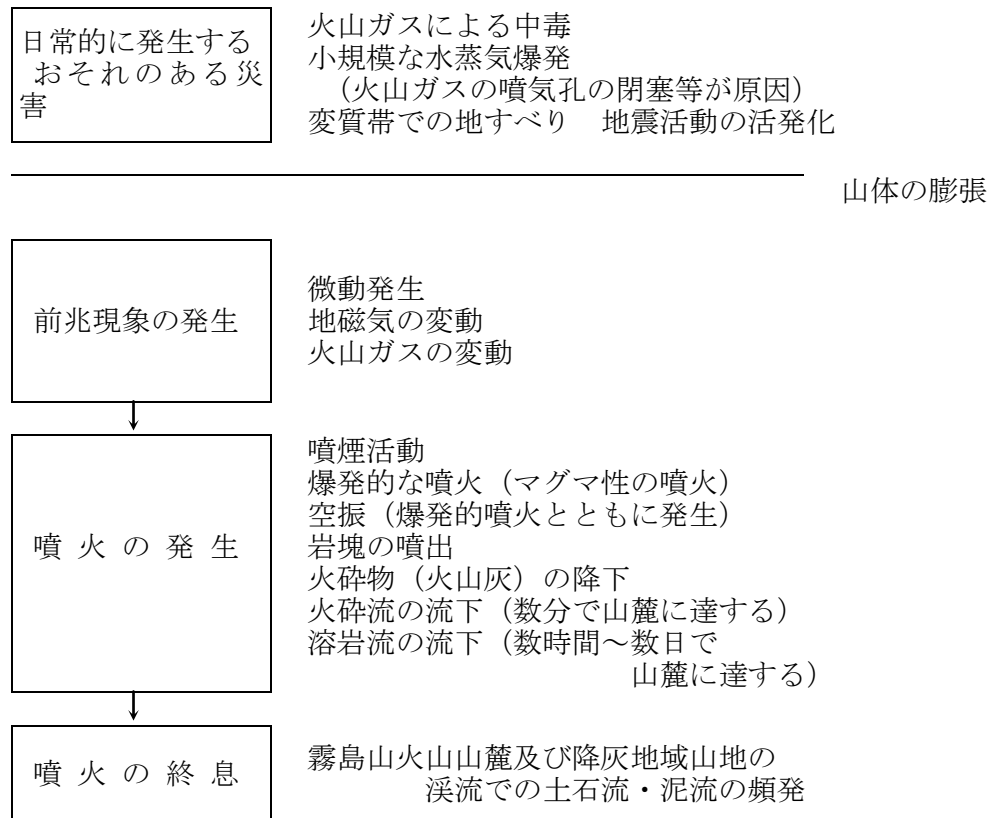 日常的に発生する
おそれのある災
害
火山ガスによる中毒
小規模な水蒸気爆発
（火山ガスの噴気孔の閉塞等が原因）
変質帯での地すべり　地震活動の活発化
山体の膨張
前兆現象の発生
微動発生
地磁気の変動
火山ガスの変動
噴火の発生
噴煙活動
爆発的な噴火（マグマ性の噴火）
空振（爆発的噴火とともに発生）
岩塊の噴出
火砕物（火山灰）の降下
火砕流の流下（数分で山麓に達する）
溶岩流の流下（数時間～数日で
山麓に達する）
噴火の終息
霧島山火山山麓及び降灰地域山地の
渓流での土石流・泥流の頻発